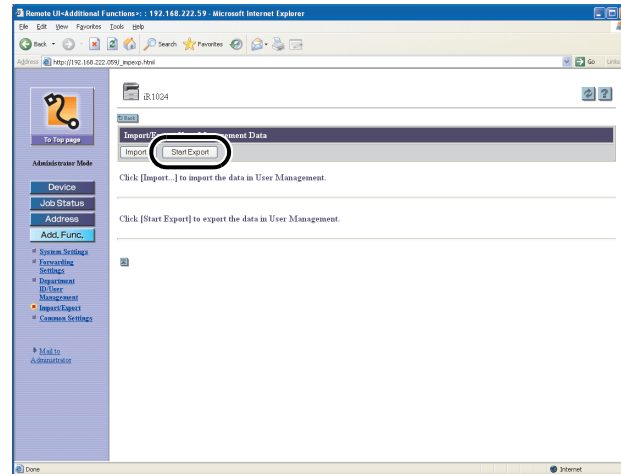 Remote UI<Additional Functions>: : 192.168.222.59 - Microsoft Internet Explorer
File Edit View Favorites Tools Help
Back Search Favorites
Address http://192.168.222.059/_impexp.html Go Links
iR1024
Back
To Top page
Import/Export User Management Data
Import Start Export
Administrator Mode
Click [Import...] to import the data in User Management.
Device
Job Status
Address
Click [Start Export] to export the data in User Management.
Add. Func.
System Settings
Forwarding
Settings
Department
ID/User
Management
Import/Export
Common Settings
Mail to
Administrator
Done Internet